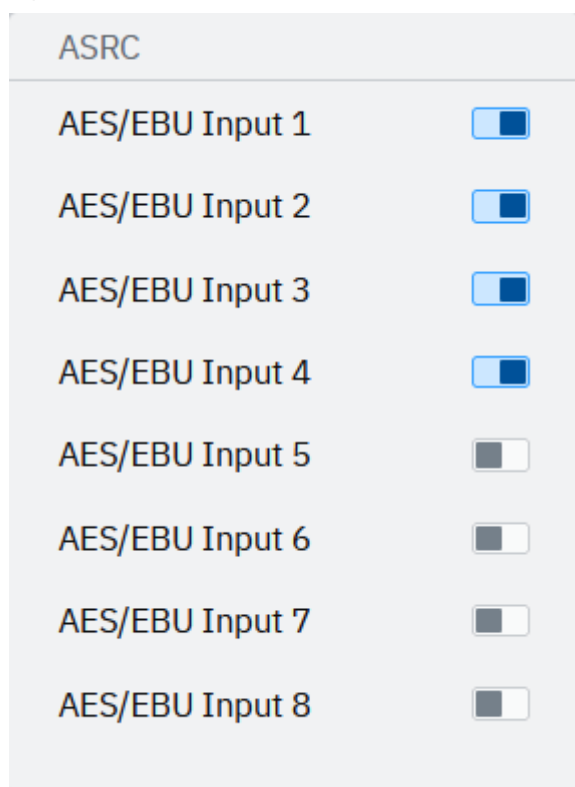 ASRC
AES/EBU Input 1
AES/EBU Input 2
AES/EBU Input 3
AES/EBU Input 4
AES/EBU Input 5
AES/EBU Input 6
AES/EBU Input 7
AES/EBU Input 8